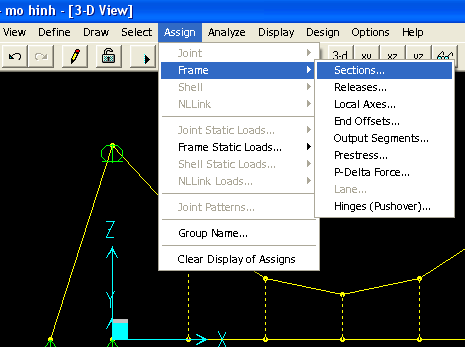 - mo hinh - [3-D View]
View Define Draw Select Assign Analyze Display Design Options Help
Joint
3-d xy xz yz
Frame
Sections...
Shell
Releases...
NLLink
Local Axes...
End Offsets...
Joint Static Loads...
Output Segments...
Frame Static Loads...
Prestress...
Shell Static Loads...
P-Delta Force...
NLLink Loads...
Lane...
Joint Patterns...
Hinges (Pushover)...
Group Name...
Clear Display of Assigns
Z
Y
X